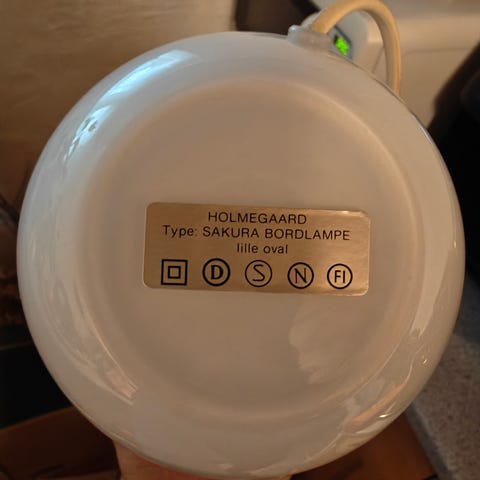 HOLMEGAARD
Type: SAKURA BORDLAMPE
lille oval
D S N FI